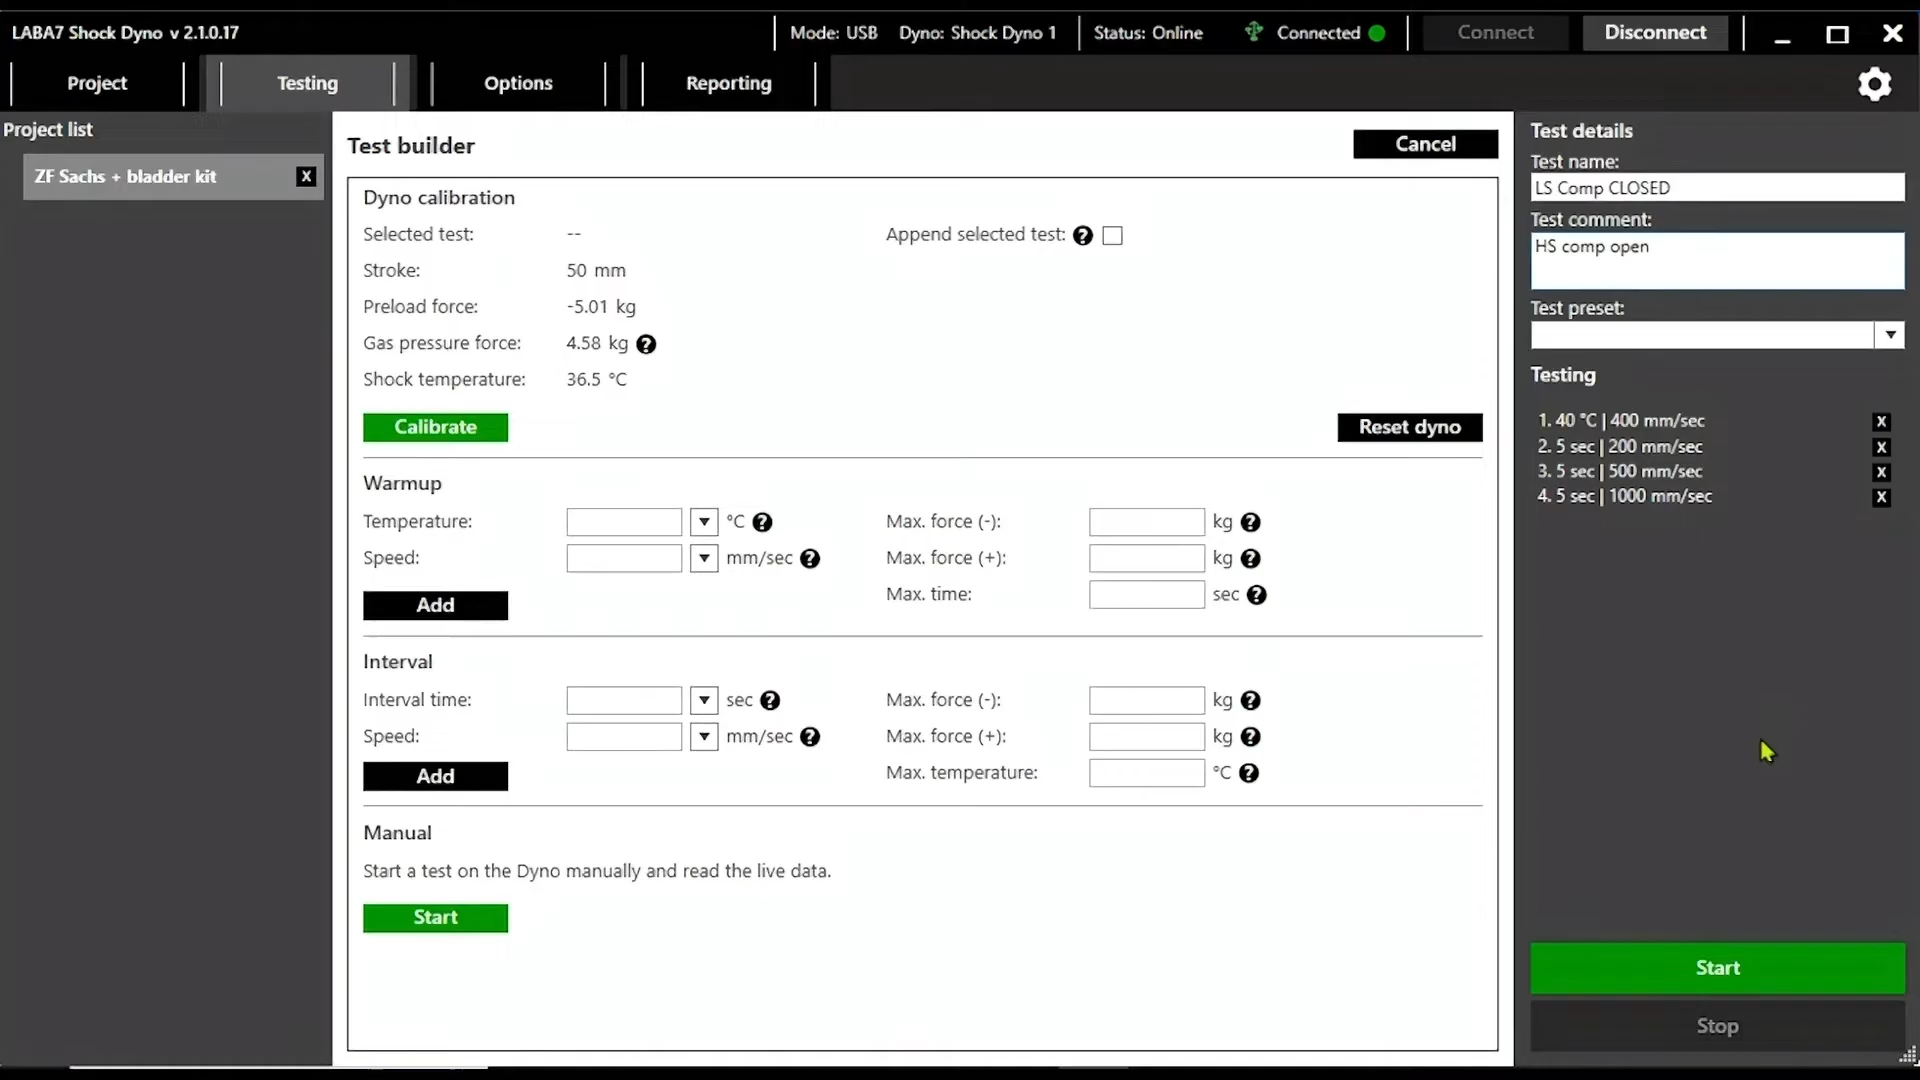 LABA7 Shock Dyno v 2.1.0.17
Mode: USB Dyno: Shock Dyno 1 Status: Online Connected Connect Disconnect
Project Testing Options Reporting
Project list
ZF Sachs + bladder kit X
Test builder
Cancel
Dyno calibration
Selected test: -- Append selected test: ?
Stroke: 50 mm
Preload force: -5.01 kg
Gas pressure force: 4.58 kg ?
Shock temperature: 36.5 °C
Calibrate Reset dyno
Warmup
Temperature: °C ? Max. force (-): kg ?
Speed: mm/sec ? Max. force (+): kg ?
Max. time: sec ?
Add
Interval
Interval time: sec ? Max. force (-): kg ?
Speed: mm/sec ? Max. force (+): kg ?
Add Max. temperature: °C ?
Manual
Start a test on the Dyno manually and read the live data.
Start
Test details
Test name:
LS Comp CLOSED
Test comment:
HS comp open
Test preset:
Testing
1. 40 °C | 400 mm/sec X
2. 5 sec | 200 mm/sec X
3. 5 sec | 500 mm/sec X
4. 5 sec | 1000 mm/sec X
Start
Stop